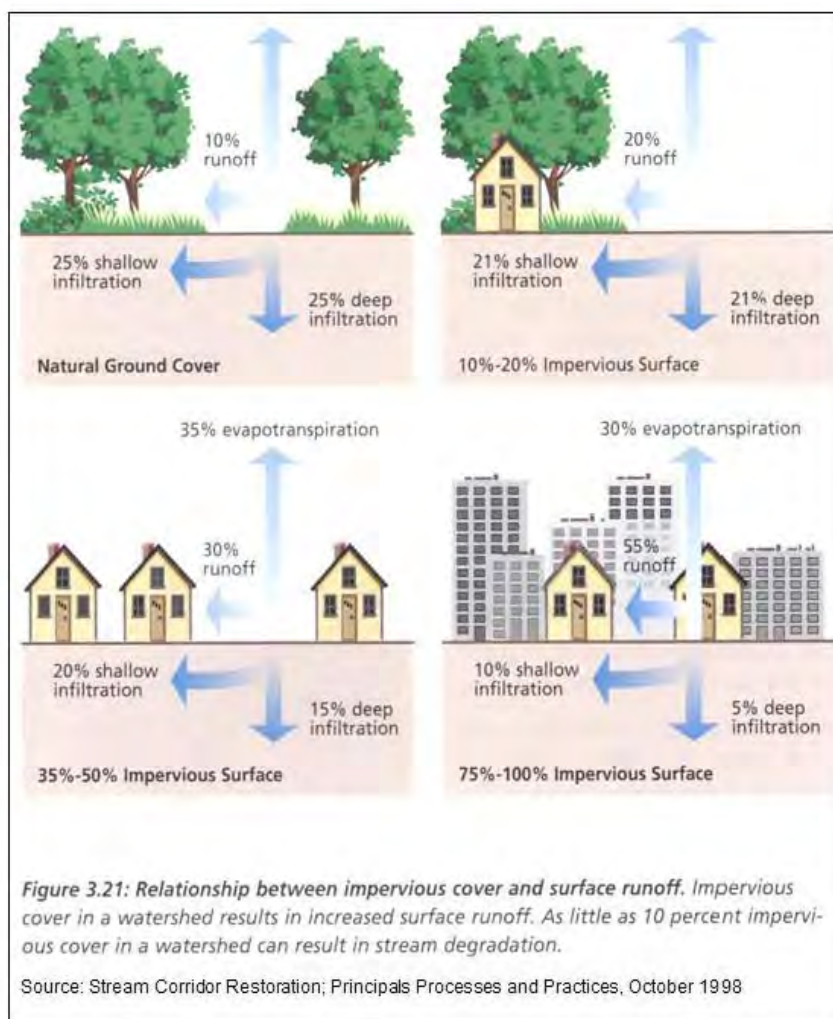 10%
runoff
25% shallow
infiltration
25% deep
infiltration
Natural Ground Cover
20%
runoff
21% shallow
infiltration
21% deep
infiltration
10%-20% Impervious Surface
35% evapotranspiration
30%
runoff
20% shallow
infiltration
15% deep
infiltration
35%-50% Impervious Surface
30% evapotranspiration
55%
runoff
10% shallow
infiltration
5% deep
infiltration
75%-100% Impervious Surface
Figure 3.21: Relationship between impervious cover and surface runoff. Impervious
cover in a watershed results in increased surface runoff. As little as 10 percent impervi-
ous cover in a watershed can result in stream degradation.
Source: Stream Corridor Restoration; Principals Processes and Practices, October 1998